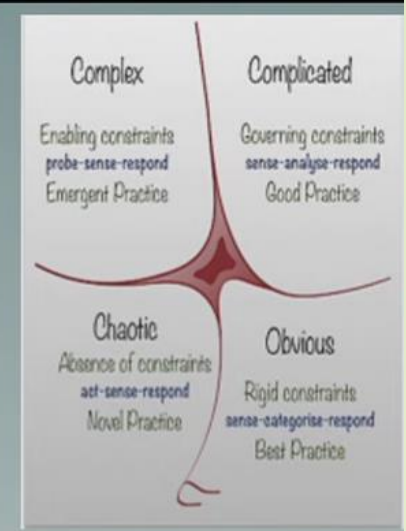 Complex
Enabling constraints
probe-sense-respond
Emergent Practice
Complicated
Governing constraints
sense-analyse-respond
Good Practice
Chaotic
Absence of constraints
act-sense-respond
Novel Practice
Obvious
Rigid constraints
sense-categorise-respond
Best Practice